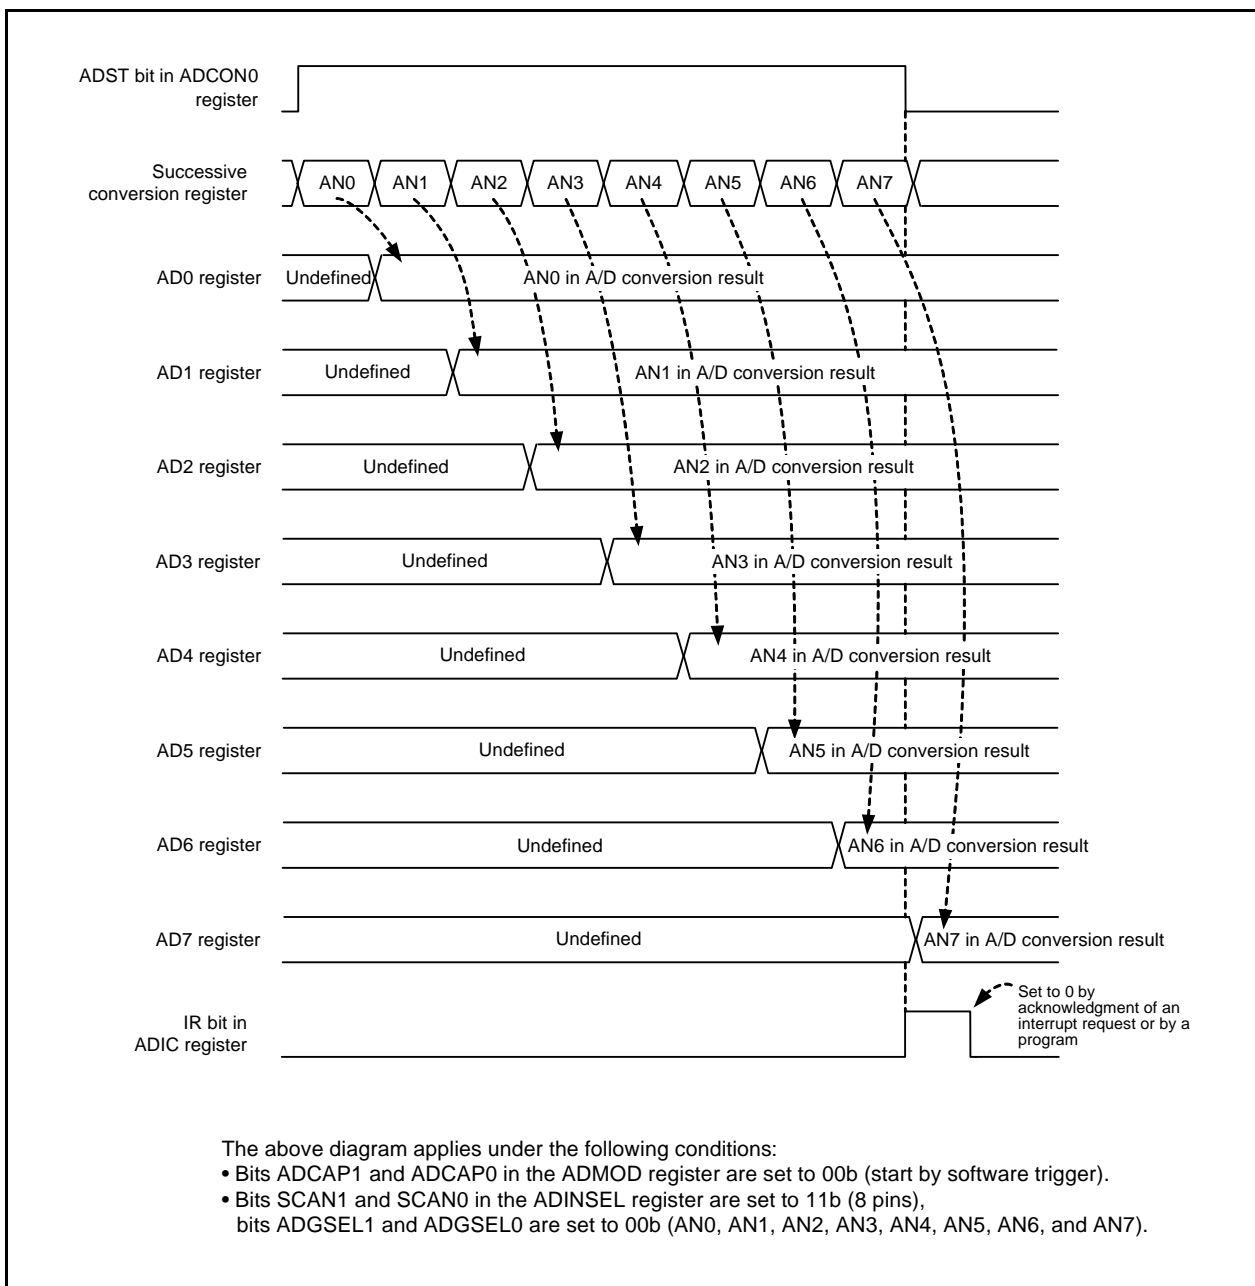 ADST bit in ADCON0
register
Successive
conversion register
AN0 AN1 AN2 AN3 AN4 AN5 AN6 AN7
AD0 register
Undefined
AN0 in A/D conversion result
AD1 register
Undefined
AN1 in A/D conversion result
AD2 register
Undefined
AN2 in A/D conversion result
AD3 register
Undefined
AN3 in A/D conversion result
AD4 register
Undefined
AN4 in A/D conversion result
AD5 register
Undefined
AN5 in A/D conversion result
AD6 register
Undefined
AN6 in A/D conversion result
AD7 register
Undefined
AN7 in A/D conversion result
IR bit in
ADIC register
Set to 0 by
acknowledgment of an
interrupt request or by a
program
The above diagram applies under the following conditions:
• Bits ADCAP1 and ADCAP0 in the ADMOD register are set to 00b (start by software trigger).
• Bits SCAN1 and SCAN0 in the ADINSEL register are set to 11b (8 pins),
bits ADGSEL1 and ADGSEL0 are set to 00b (AN0, AN1, AN2, AN3, AN4, AN5, AN6, and AN7).